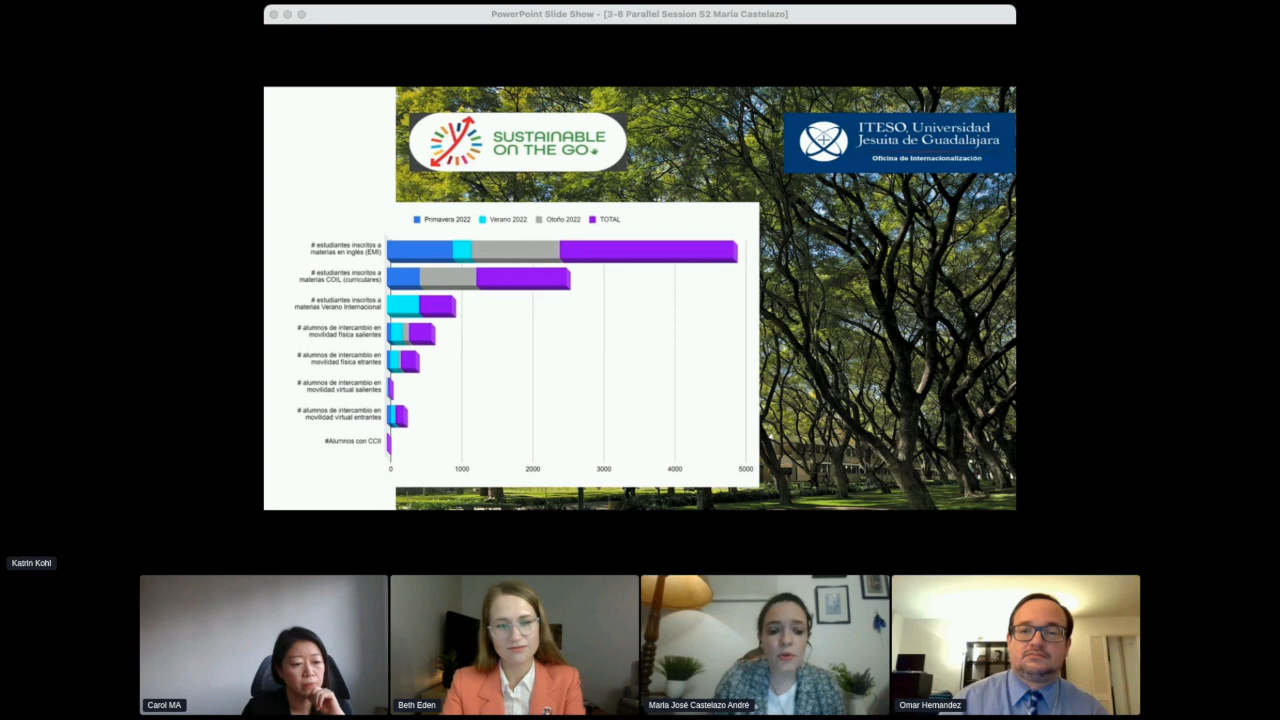 PowerPoint Slide Show - [3-6 Parallel Session S2 Maria Castelazo]
SUSTAINABLE
ON THE GO
ITESO, Universidad
Jesuita de Guadalajara
Oficina de Internacionalización
Primavera 2022 Verano 2022 Otoño 2022 TOTAL
# estudiantes inscritos a
materias en inglés (EMI)
# estudiantes inscritos a
materias COIL (curriculares)
# estudiantes inscritos a
materias Verano Internacional
# alumnos de intercambio en
movilidad física salientes
# alumnos de intercambio en
movilidad física etrantes
# alumnos de intercambio en
movilidad virtual salientes
# alumnos de intercambio en
movilidad virtual entrantes
#Alumnos con CCII
0 1000 2000 3000 4000 5000
Katrin Kohl
Carol MA
Beth Eden
Maria José Castelazo André
Omar Hernandez